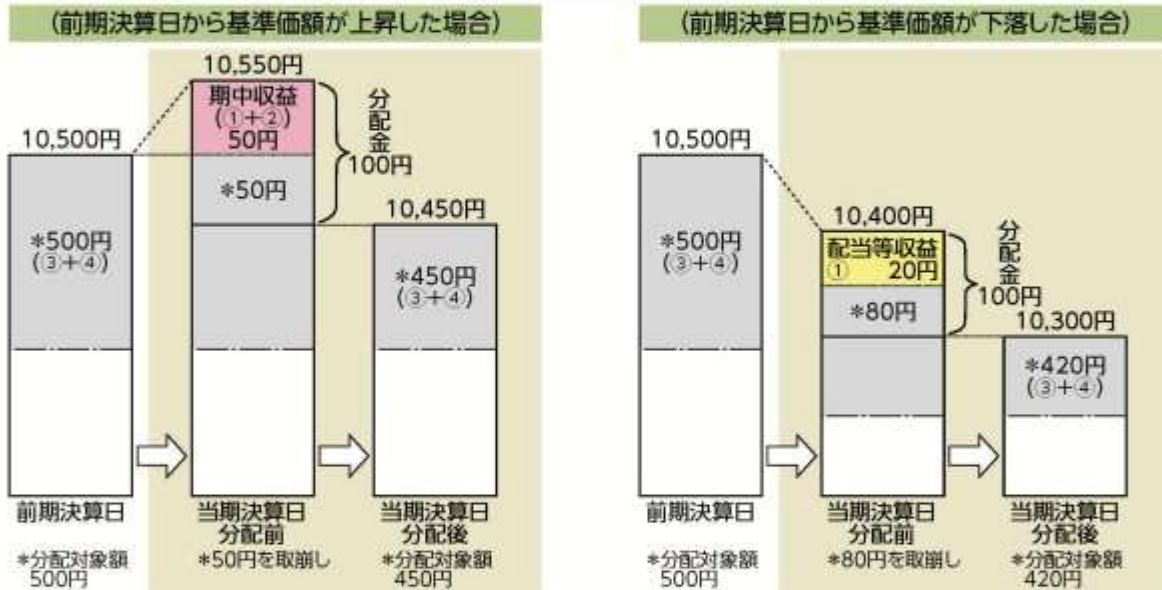 (前期決算日から基準価額が上昇した場合)
10,550円
期中収益
(①+②)
50円
分配金
100円
10,500円
*50円
10,450円
*500円
(③+④)
*450円
(③+④)
前期決算日
当期決算日
分配前
当期決算日
分配後
*分配対象額
500円
*50円を取崩し
*分配対象額
450円
(前期決算日から基準価額が下落した場合)
10,500円
10,400円
*500円
(③+④)
配当等収益
① 20円
分配金
100円
*80円
10,300円
*420円
(③+④)
前期決算日
当期決算日
分配前
当期決算日
分配後
*分配対象額
500円
*80円を取崩し
*分配対象額
420円